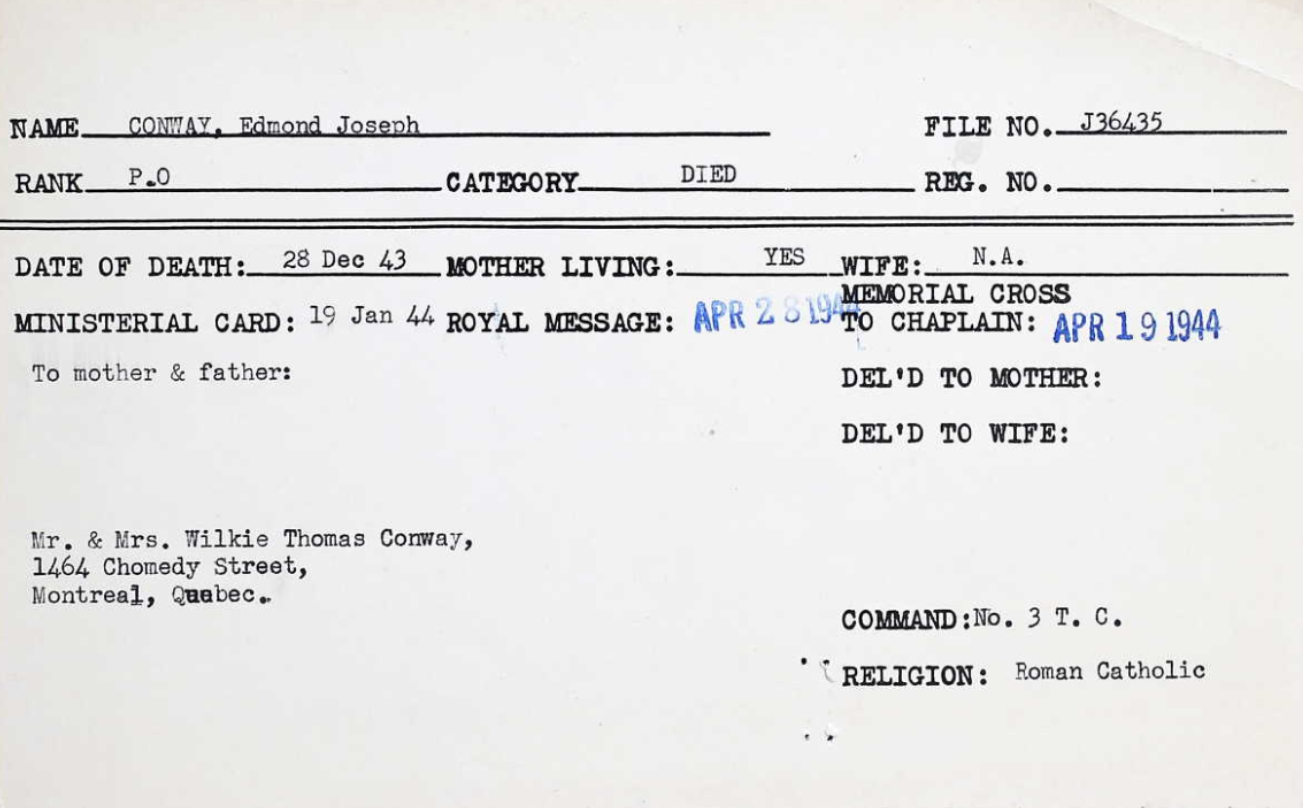 NAME CONWAY, Edmond Joseph FILE NO. J36435
RANK P.O CATEGORY DIED REG. NO.
DATE OF DEATH: 28 Dec 43 MOTHER LIVING: YES WIFE: N.A.
MINISTERIAL CARD: 19 Jan 44 ROYAL MESSAGE: APR 28 1944 MEMORIAL CROSS
TO CHAPLAIN: APR 19 1944
To mother & father:
DEL'D TO MOTHER:
DEL'D TO WIFE:
Mr. & Mrs. Wilkie Thomas Conway,
1464 Chomedy Street,
Montreal, Quebec.
COMMAND: No. 3 T. C.
RELIGION: Roman Catholic